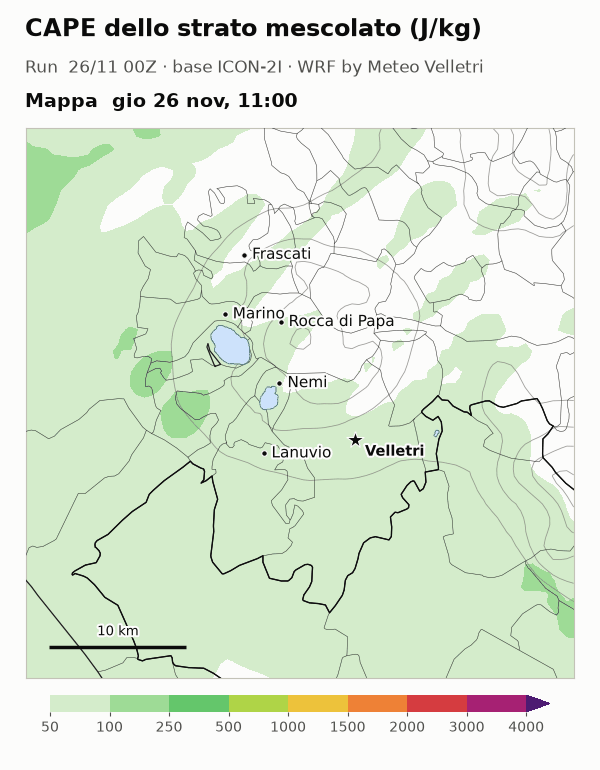 CAPE dello strato mescolato (J/kg)
Run  26/11 00Z · base ICON-2I · WRF by Meteo Velletri
Mappa  gio 26 nov, 11:00
Frascati
Marino
Rocca di Papa
Nemi
Velletri
Lanuvio
10 km
50 100 250 500 1000 1500 2000 3000 4000